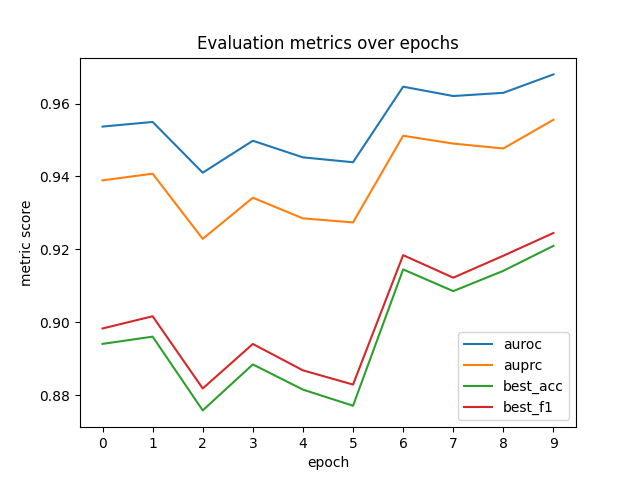 Evaluation metrics over epochs
metric score
0.96
0.94
0.92
0.90
0.88
auroc
auprc
best_acc
best_f1
0 1 2 3 4 5 6 7 8 9
epoch